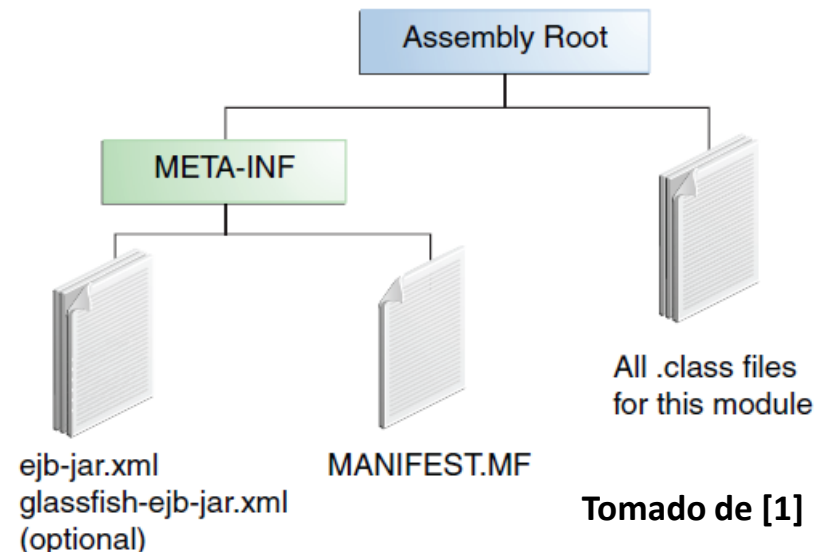 Assembly Root
META-INF
All .class files
for this module
ejb-jar.xml
glassfish-ejb-jar.xml
(optional)
MANIFEST.MF
Tomado de [1]